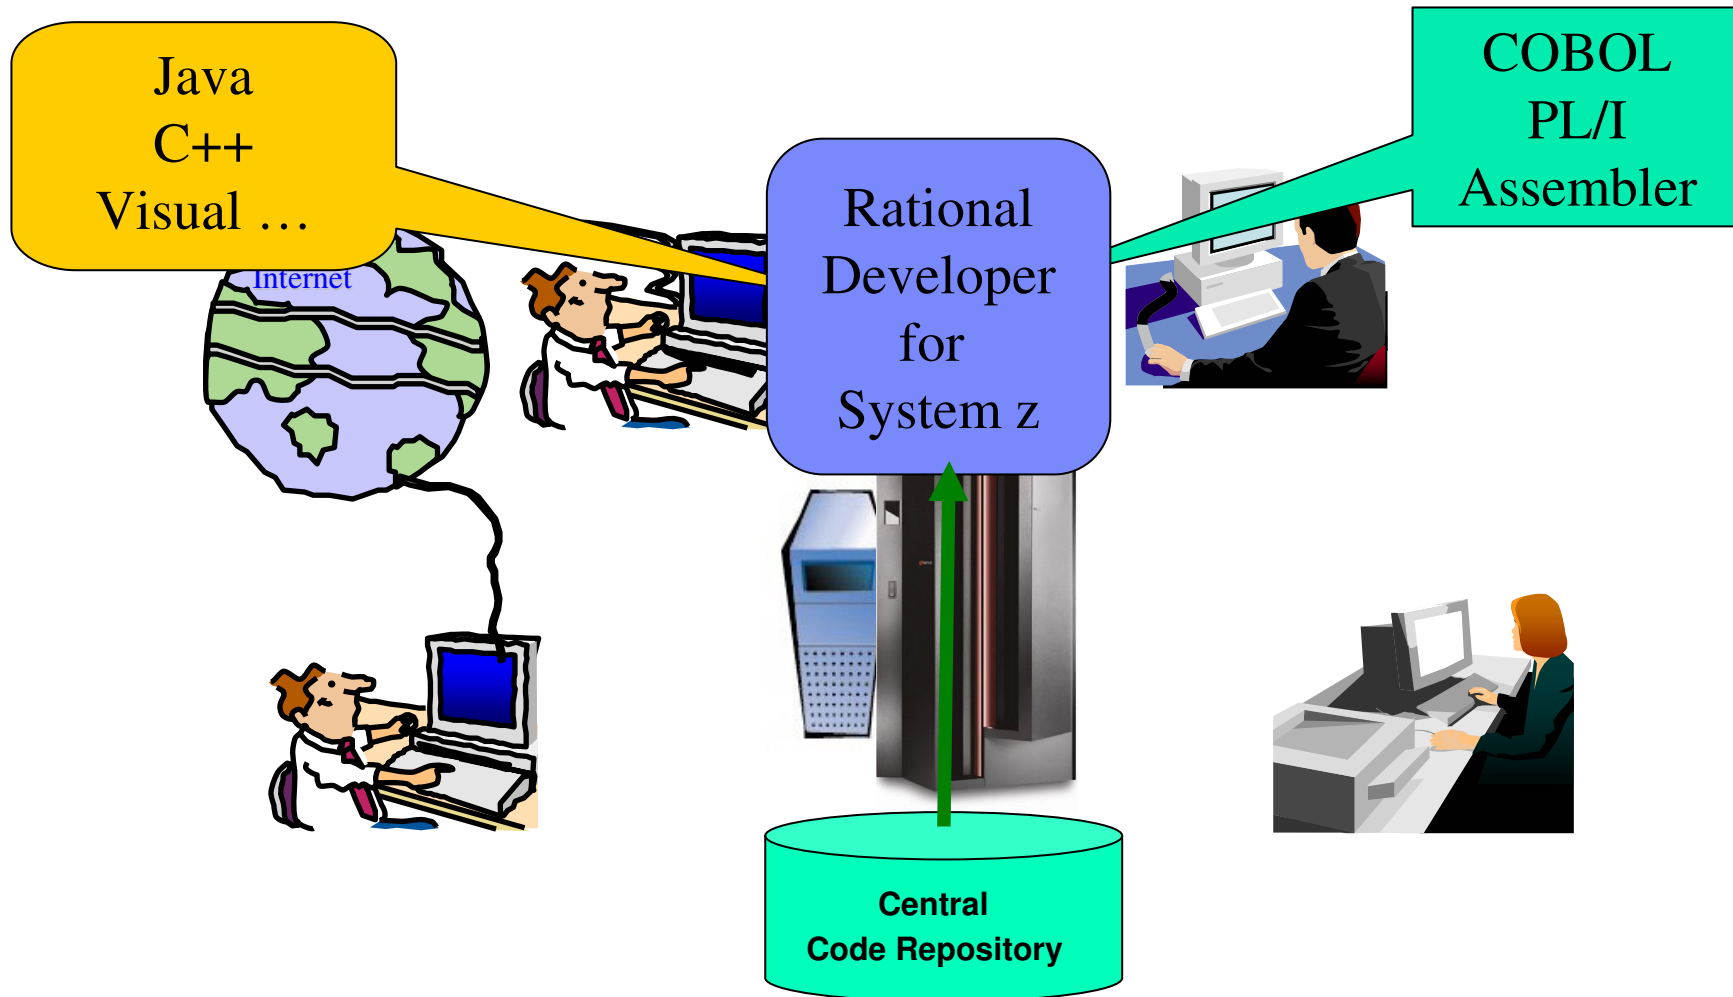 Java
C++
Visual …
Internet
Rational
Developer
for
System z
COBOL
PL/I
Assembler
Central
Code Repository